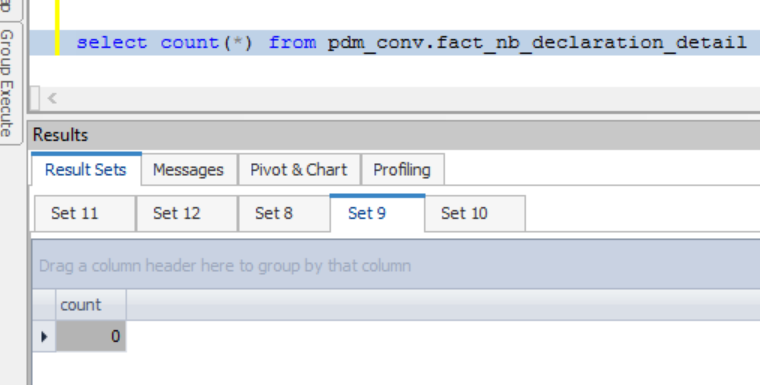 ap
Group Execute
select count(*) from pdm_conv.fact_nb_declaration_detail
Results
Result Sets Messages Pivot & Chart Profiling
Set 11 Set 12 Set 8 Set 9 Set 10
Drag a column header here to group by that column
count
0